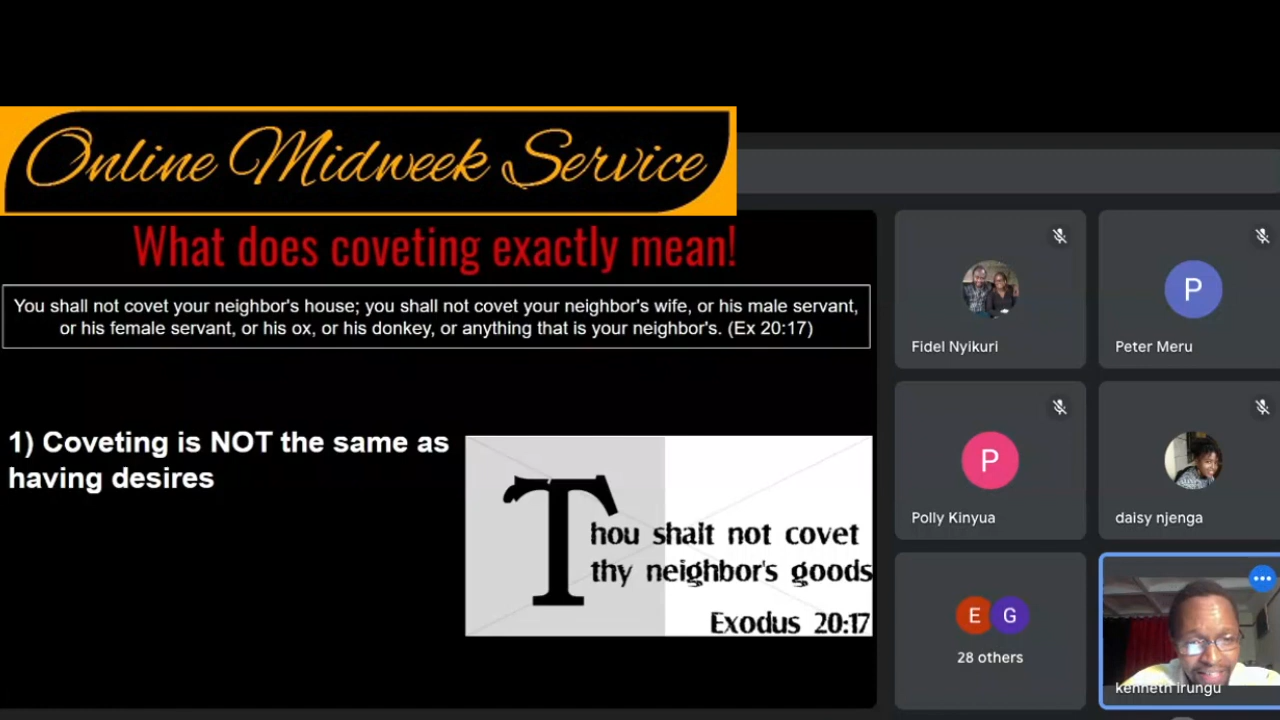 Online Midweek Service
What does coveting exactly mean!
You shall not covet your neighbor's house; you shall not covet your neighbor's wife, or his male servant,
or his female servant, or his ox, or his donkey, or anything that is your neighbor's. (Ex 20:17)
1) Coveting is NOT the same as
having desires
Thou shalt not covet
thy neighbor's goods
Exodus 20:17
Fidel Nyikuri
P
Peter Meru
P
Polly Kinyua
daisy njenga
E G
28 others
kenneth irungu